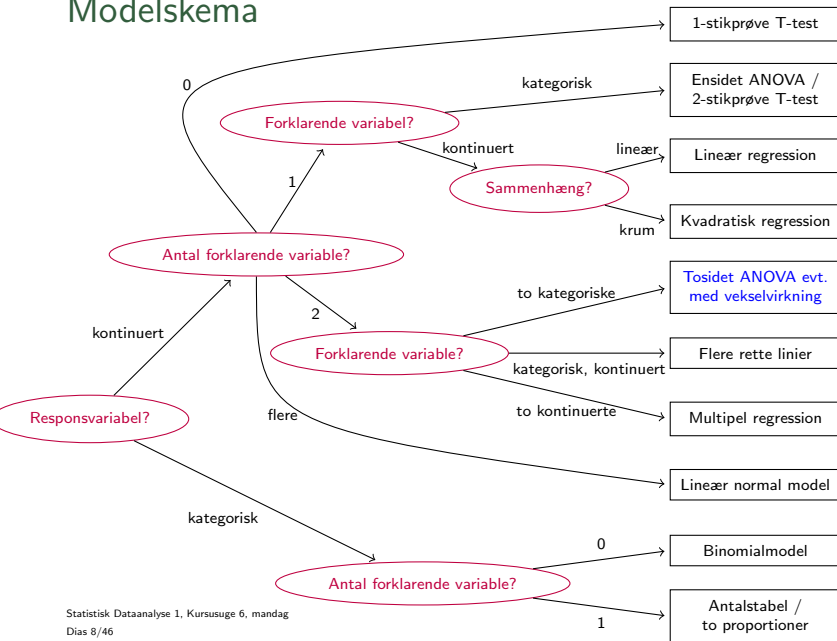 Modelskema
1-stikprøve T-test
0
kategorisk
Ensidet ANOVA /
2-stikprøve T-test
Forklarende variabel?
kontinuert
lineær
Lineær regression
1
Sammenhæng?
krum
Kvadratisk regression
Antal forklarende variable?
to kategoriske
Tosidet ANOVA evt.
med vekselvirkning
2
kontinuert
Forklarende variable?
kategorisk, kontinuert
Flere rette linier
to kontinuerte
Multipel regression
Responsvariabel?
flere
Lineær normal model
kategorisk
0
Binomialmodel
Antal forklarende variable?
1
Antalstabel /
to proportioner
Statistisk Dataanalyse 1, Kursusuge 6, mandag
Dias 8/46